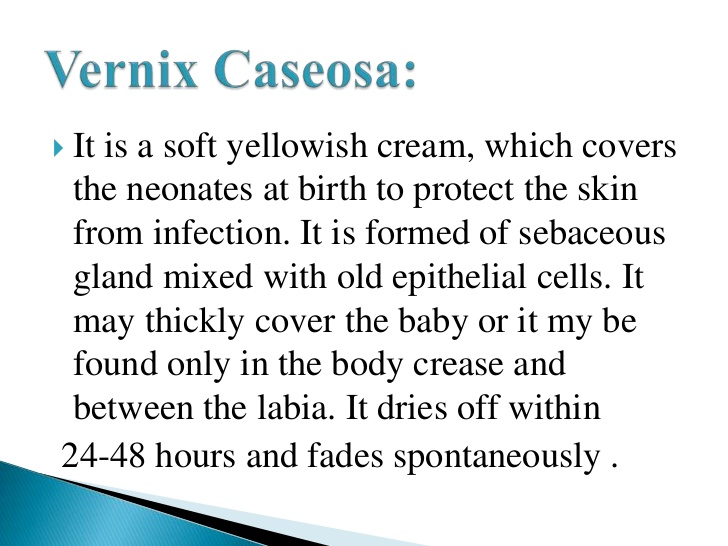 Vernix Caseosa:
It is a soft yellowish cream, which covers
the neonates at birth to protect the skin
from infection. It is formed of sebaceous
gland mixed with old epithelial cells. It
may thickly cover the baby or it my be
found only in the body crease and
between the labia. It dries off within
24-48 hours and fades spontaneously .